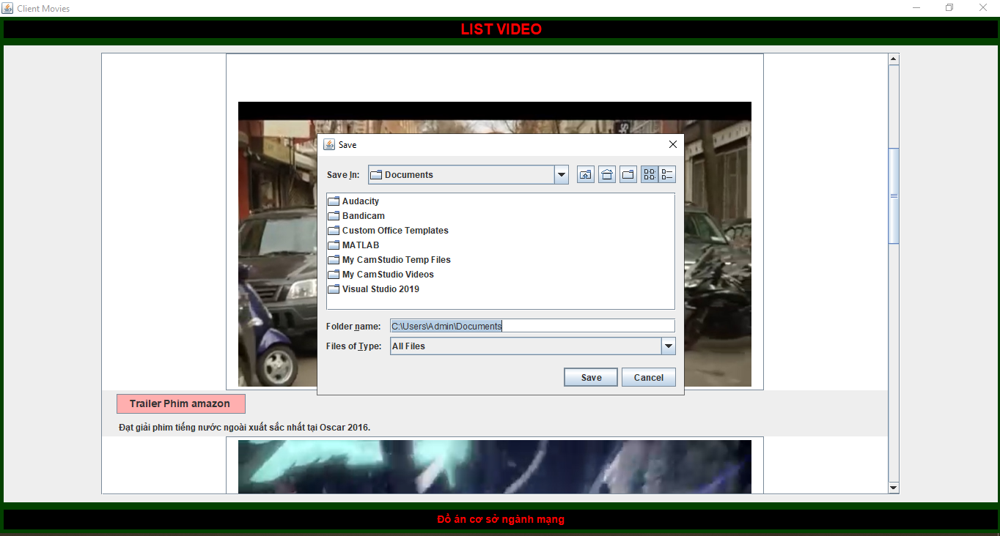 Client Movies
LIST VIDEO
Save
Save In:
Documents
Audacity
Bandicam
Custom Office Templates
MATLAB
My CamStudio Temp Files
My CamStudio Videos
Visual Studio 2019
Folder name: C:\Users\Admin\Documents
Files of Type: All Files
Save Cancel
Trailer Phim amazon
Đạt giải phim tiếng nước ngoài xuất sắc nhất tại Oscar 2016.
Đồ án cơ sở ngành mạng